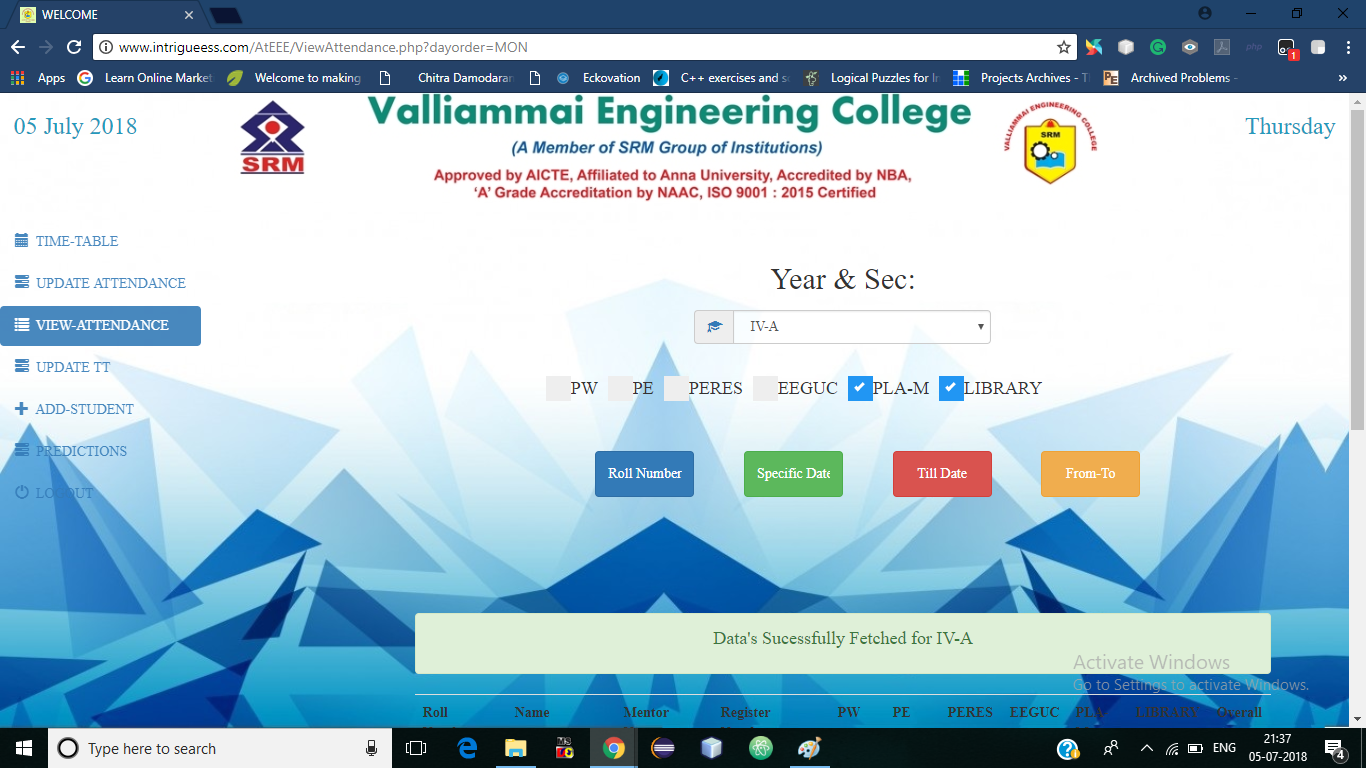 WELCOME
www.intrigueess.com/AtEEE/ViewAttendance.php?dayorder=MON
Apps
Learn Online Market
Welcome to making
Chitra Damodaran
Eckovation
C++ exercises and s
Logical Puzzles for I
Projects Archives - T
Archived Problems -
»
05 July 2018
SRM
Valliammai Engineering College
(A Member of SRM Group of Institutions)
Approved by AICTE, Affiliated to Anna University, Accredited by NBA,
‘A’ Grade Accreditation by NAAC, ISO 9001 : 2015 Certified
VALLIAMMAI ENGINEERING COLLEGE
SRM
Thursday
TIME-TABLE
UPDATE ATTENDANCE
VIEW-ATTENDANCE
UPDATE TT
ADD-STUDENT
PREDICTIONS
LOGOUT
Year & Sec:
IV-A
PW PE PERES EEGUC PLA-M LIBRARY
Roll Number Specific Date Till Date From-To
Data's Sucessfully Fetched for IV-A
Activate Windows
Go to Settings to activate Windows.
Roll Name Mentor Register PW PE PERES EEGUC PLA LIBRARY Overall
Type here to search
ENG
21:37
05-07-2018
4